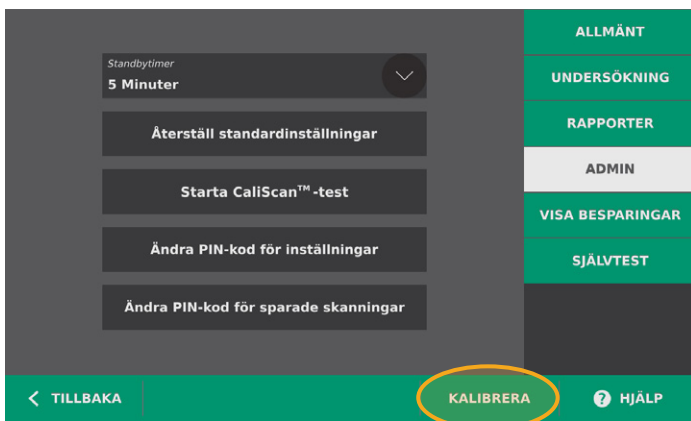 Standbytimer
5 Minuter
Återställ standardinställningar
Starta CaliScan™-test
Ändra PIN-kod för inställningar
Ändra PIN-kod för sparade skanningar
ALLMÄNT
UNDERSÖKNING
RAPPORTER
ADMIN
VISA BESPARINGAR
SJÄLVTEST
TILLBAKA
KALIBRERA
? HJÄLP